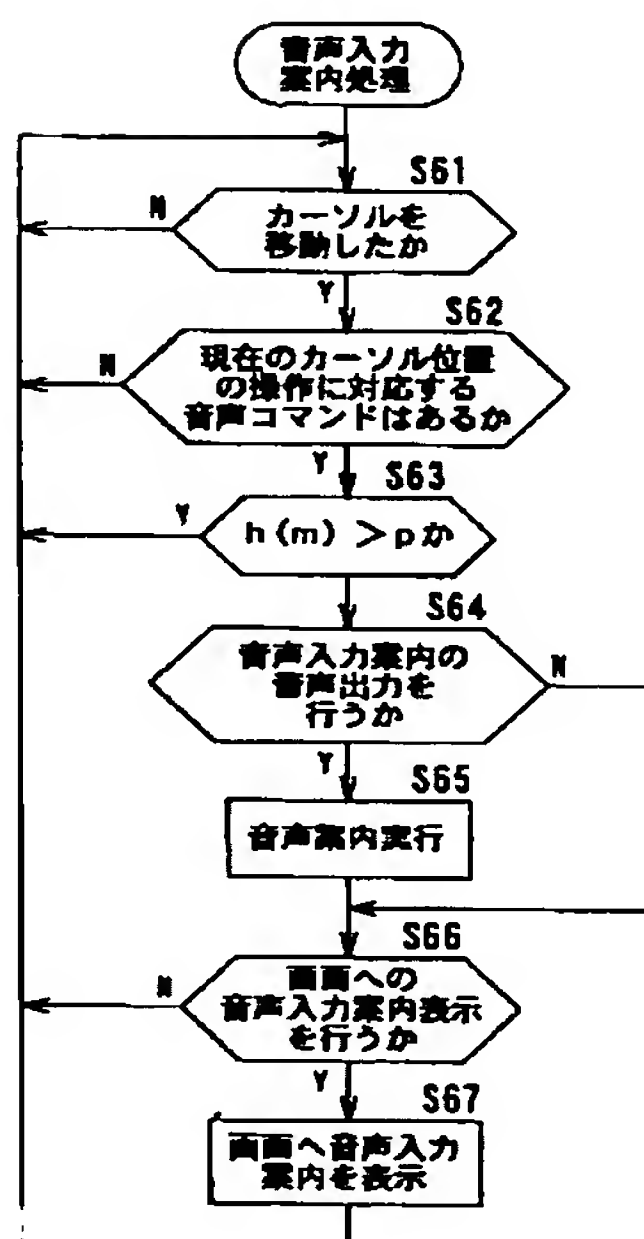 音声入力
案内処理
S61
N
カーソルを
移動したか
Y
S62
N
現在のカーソル位置
の操作に対応する
音声コマンドはあるか
Y
S63
Y
h(m) >pか
S64
音声入力案内の
音声出力を
行うか
N
Y
S65
音声案内実行
S66
N
画面への
音声入力案内表示
を行うか
Y
S67
画面へ音声入力
案内を表示